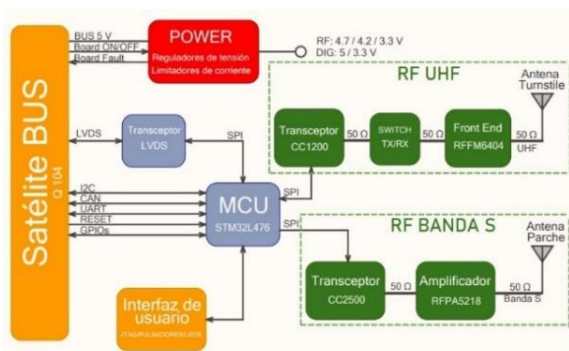 Satélite BUS
Q 104
BUS 5 V
Board ON/OFF
Board Fault
POWER
Reguladores de tensión
Limitadores de corriente
RF: 4.7 / 4.2 / 3.3 V
DIG: 5 / 3.3 V
LVDS
Transceptor
LVDS
SPI
I2C
CAN
UART
RESET
GPIOs
MCU
STM32L476
SPI
SPI
Interfaz de
usuario
JTAG/PULSADORES/LEDS
RF UHF
Antena
Turnstile
Transceptor
CC1200
50 Ω
SWITCH
TX/RX
50 Ω
Front End
RFFM6404
50 Ω
UHF
RF BANDA S
Antena
Parche
Transceptor
CC2500
50 Ω
Amplificador
RFPA5218
50 Ω
Banda S